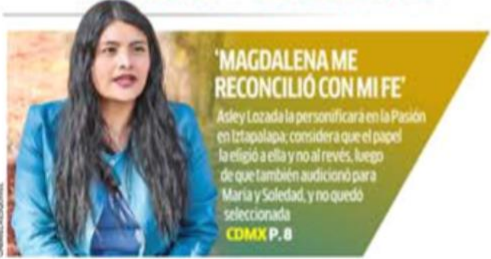 ‘MAGDALENA ME
RECONCILIÓ CON MI FE’
Asley Lozada la personificará en la Pasión
en Iztapalapa; considera que el papel
la eligió a ella y no al revés, luego
de que también audicionó para
María y Soledad, y no quedó
seleccionada
CDMX P. 8